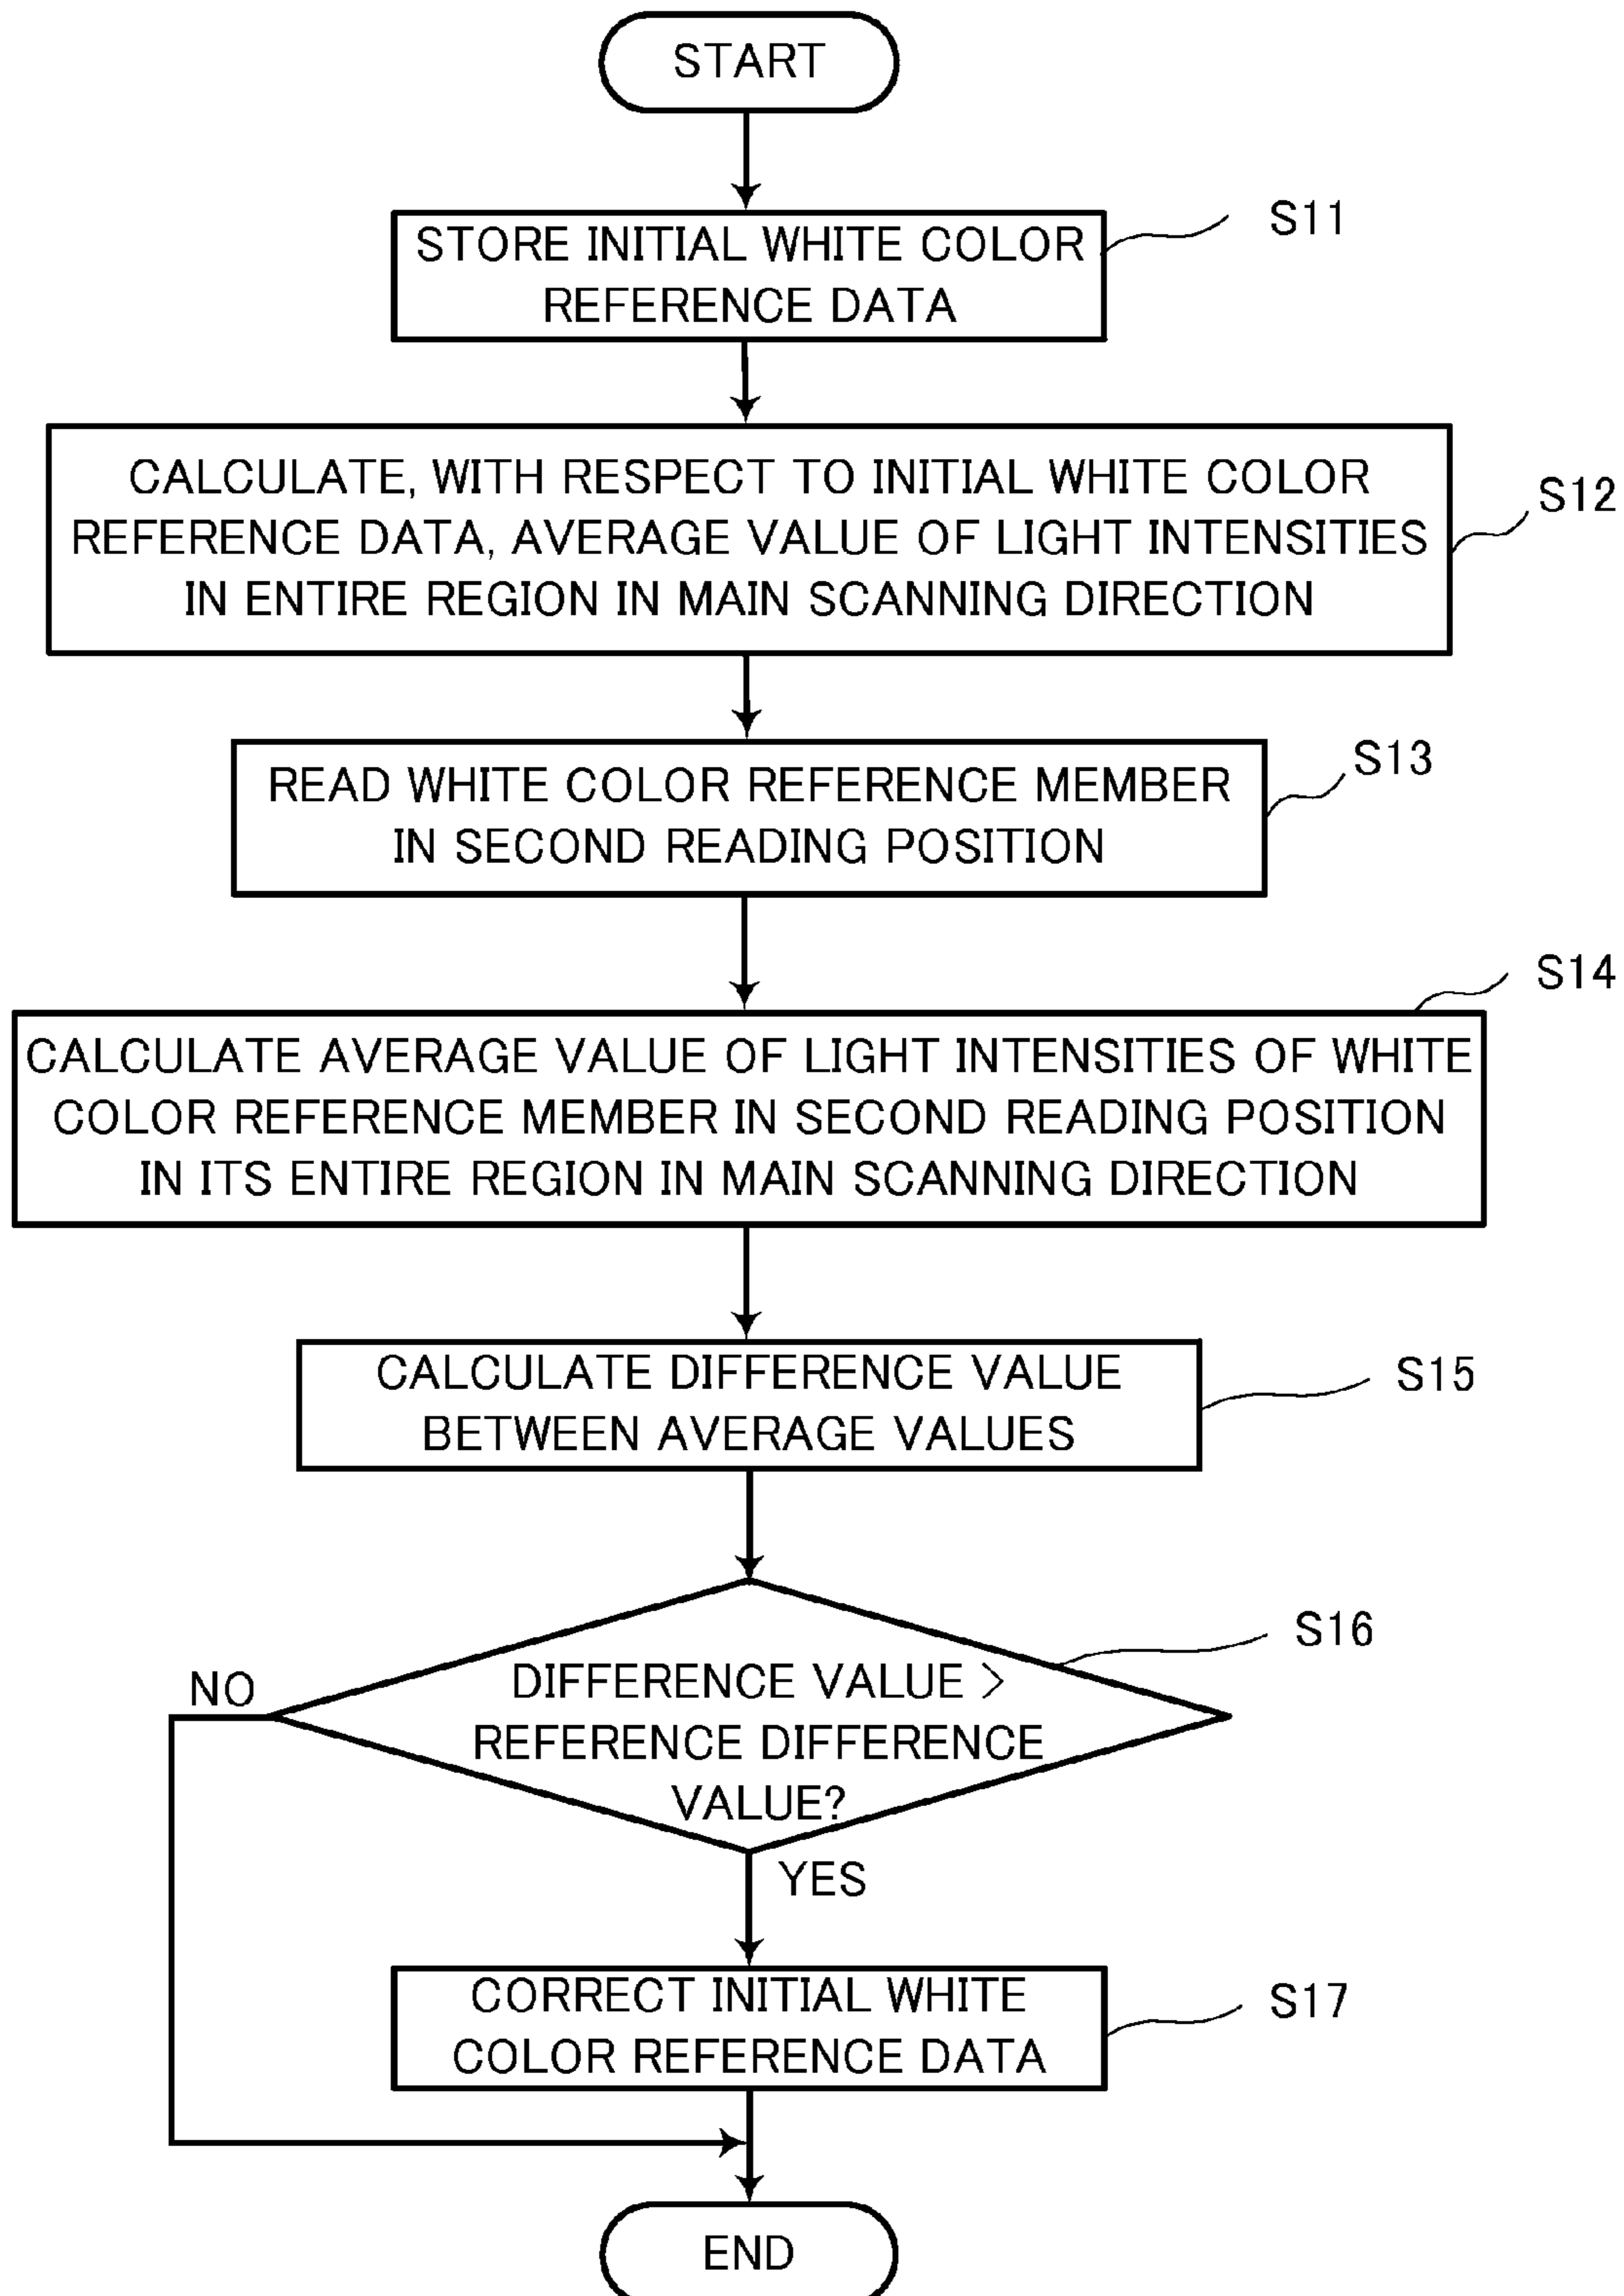 START
S11
STORE INITIAL WHITE COLOR
REFERENCE DATA
S12
CALCULATE, WITH RESPECT TO INITIAL WHITE COLOR
REFERENCE DATA, AVERAGE VALUE OF LIGHT INTENSITIES
IN ENTIRE REGION IN MAIN SCANNING DIRECTION
S13
READ WHITE COLOR REFERENCE MEMBER
IN SECOND READING POSITION
S14
CALCULATE AVERAGE VALUE OF LIGHT INTENSITIES OF WHITE
COLOR REFERENCE MEMBER IN SECOND READING POSITION
IN ITS ENTIRE REGION IN MAIN SCANNING DIRECTION
S15
CALCULATE DIFFERENCE VALUE
BETWEEN AVERAGE VALUES
S16
DIFFERENCE VALUE >
REFERENCE DIFFERENCE
VALUE?
NO
YES
S17
CORRECT INITIAL WHITE
COLOR REFERENCE DATA
END